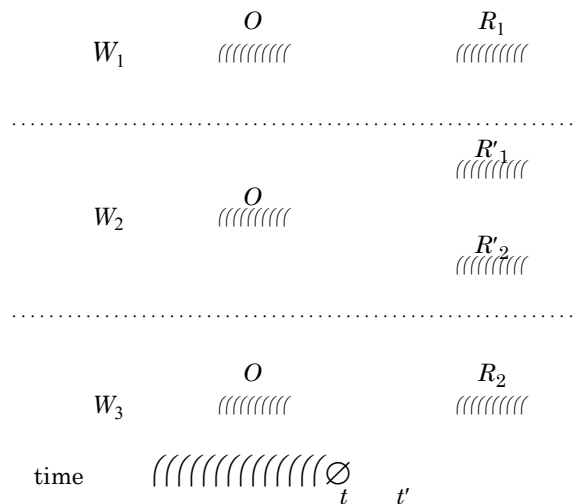 O R₁
W₁
R′₁
O
W₂
R′₂
O R₂
W₃
time ∅
t t′